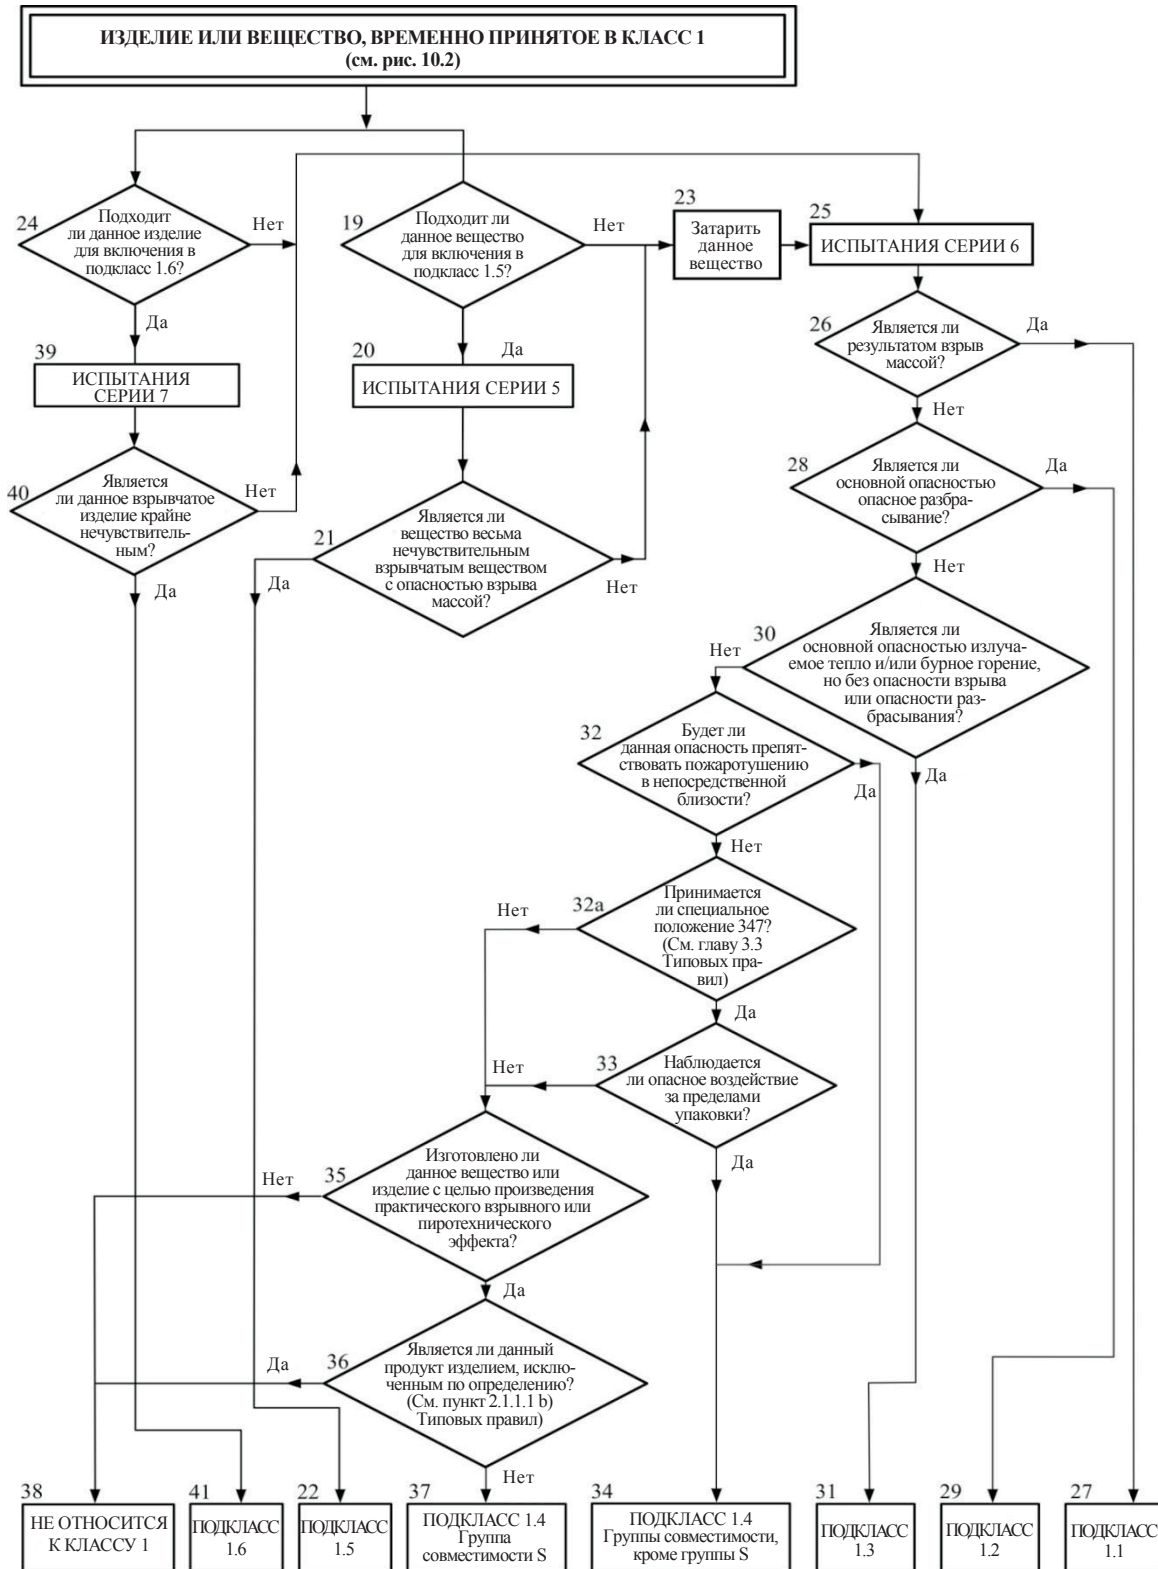 ИЗДЕЛИЕ ИЛИ ВЕЩЕСТВО, ВРЕМЕННО ПРИНЯТОЕ В КЛАСС 1
(см. рис. 10.2)
24
Подходит
ли данное изделие
для включения в
подкласс 1.6?
Нет
Да
19
Подходит ли
данное вещество
для включения в
подкласс 1.5?
Нет
Да
23
Затарить
данное
вещество
25
ИСПЫТАНИЯ СЕРИИ 6
26
Является ли
результатом взрыв
массой?
Да
Нет
39
ИСПЫТАНИЯ
СЕРИИ 7
20
ИСПЫТАНИЯ СЕРИИ 5
28
Является ли
основной опасностью
опасное разбра-
сывание?
Да
Нет
40
Является
ли данное взрывчатое
изделие крайне
нечувствитель-
ным?
Нет
Да
21
Является ли
вещество весьма
нечувствительным
взрывчатым веществом
с опасностью взрыва
массой?
Да
Нет
30
Является ли
основной опасностью излуча-
емое тепло и/или бурное горение,
но без опасности взрыва
или опасности раз-
брасывания?
Нет
Да
32
Будет ли
данная опасность препят-
ствовать пожаротушению
в непосредственной
близости?
Да
Нет
32a
Принимается
ли специальное
положение 347?
(См. главу 3.3
Типовых пра-
вил)
Нет
Да
33
Наблюдается
ли опасное воздействие
за пределами
упаковки?
Нет
Да
35
Изготовлено ли
данное вещество или
изделие с целью произведения
практического взрывного или
пиротехнического
эффекта?
Нет
Да
36
Является ли данный
продукт изделием, исклю-
ченным по определению?
(См. пункт 2.1.1.1 b)
Типовых правил)
Да
Нет
38
НЕ ОТНОСИТСЯ
К КЛАССУ 1
41
ПОДКЛАСС
1.6
22
ПОДКЛАСС
1.5
37
ПОДКЛАСС 1.4
Группа
совместимости S
34
ПОДКЛАСС 1.4
Группы совместимости,
кроме группы S
31
ПОДКЛАСС
1.3
29
ПОДКЛАСС
1.2
27
ПОДКЛАСС
1.1